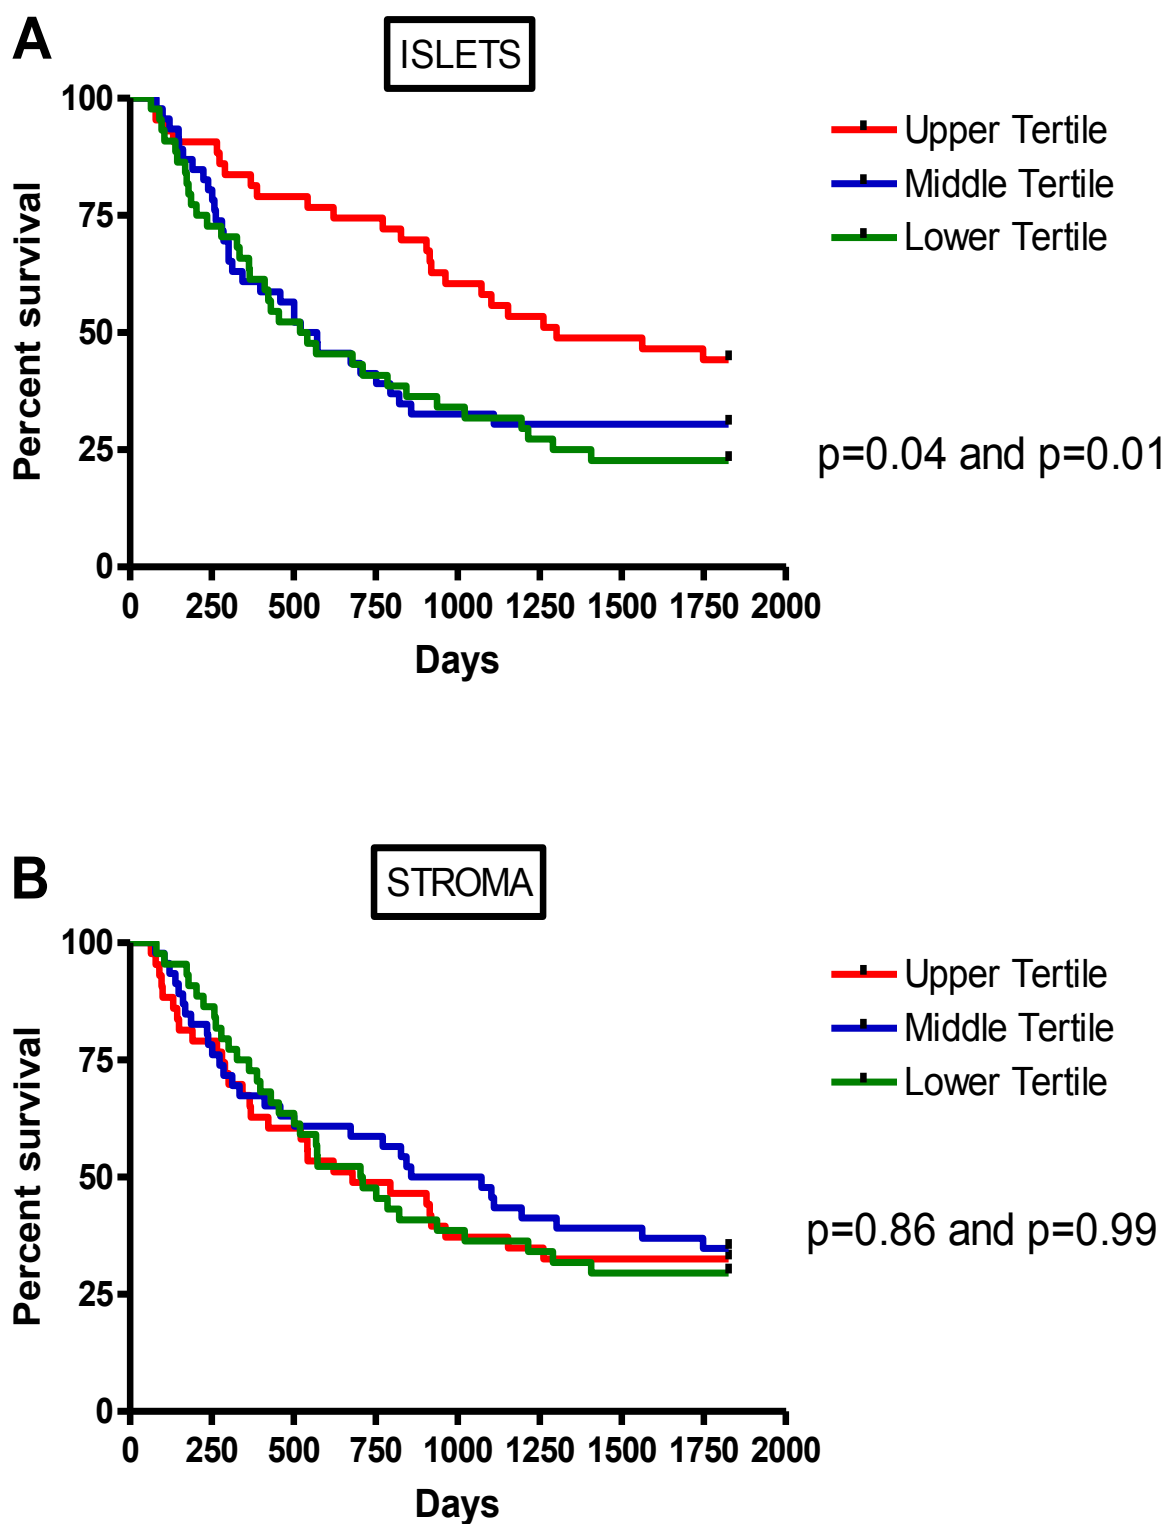 A
ISLETS
100
75
50
25
0
Percent survival
0 250 500 750 1000 1250 1500 1750 2000
Days
Upper Tertile
Middle Tertile
Lower Tertile
p=0.04 and p=0.01
B
STROMA
100
75
50
25
0
Percent survival
0 250 500 750 1000 1250 1500 1750 2000
Days
Upper Tertile
Middle Tertile
Lower Tertile
p=0.86 and p=0.99